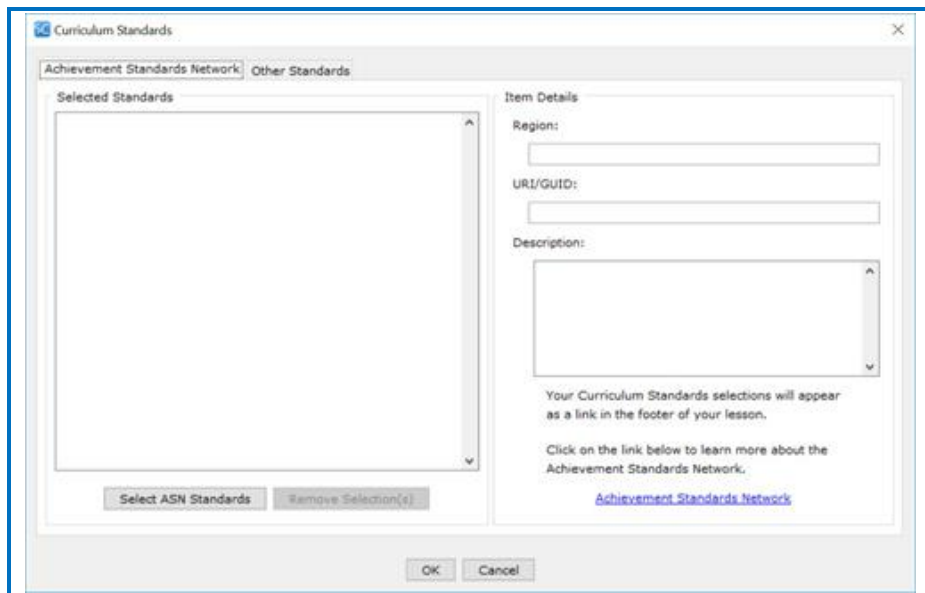 SC Curriculum Standards
Achievement Standards Network Other Standards
Selected Standards
Item Details
Region:
URI/GUID:
Description:
Your Curriculum Standards selections will appear
as a link in the footer of your lesson.
Click on the link below to learn more about the
Achievement Standards Network.
Achievement Standards Network
Select ASN Standards Remove Selection(s)
OK Cancel